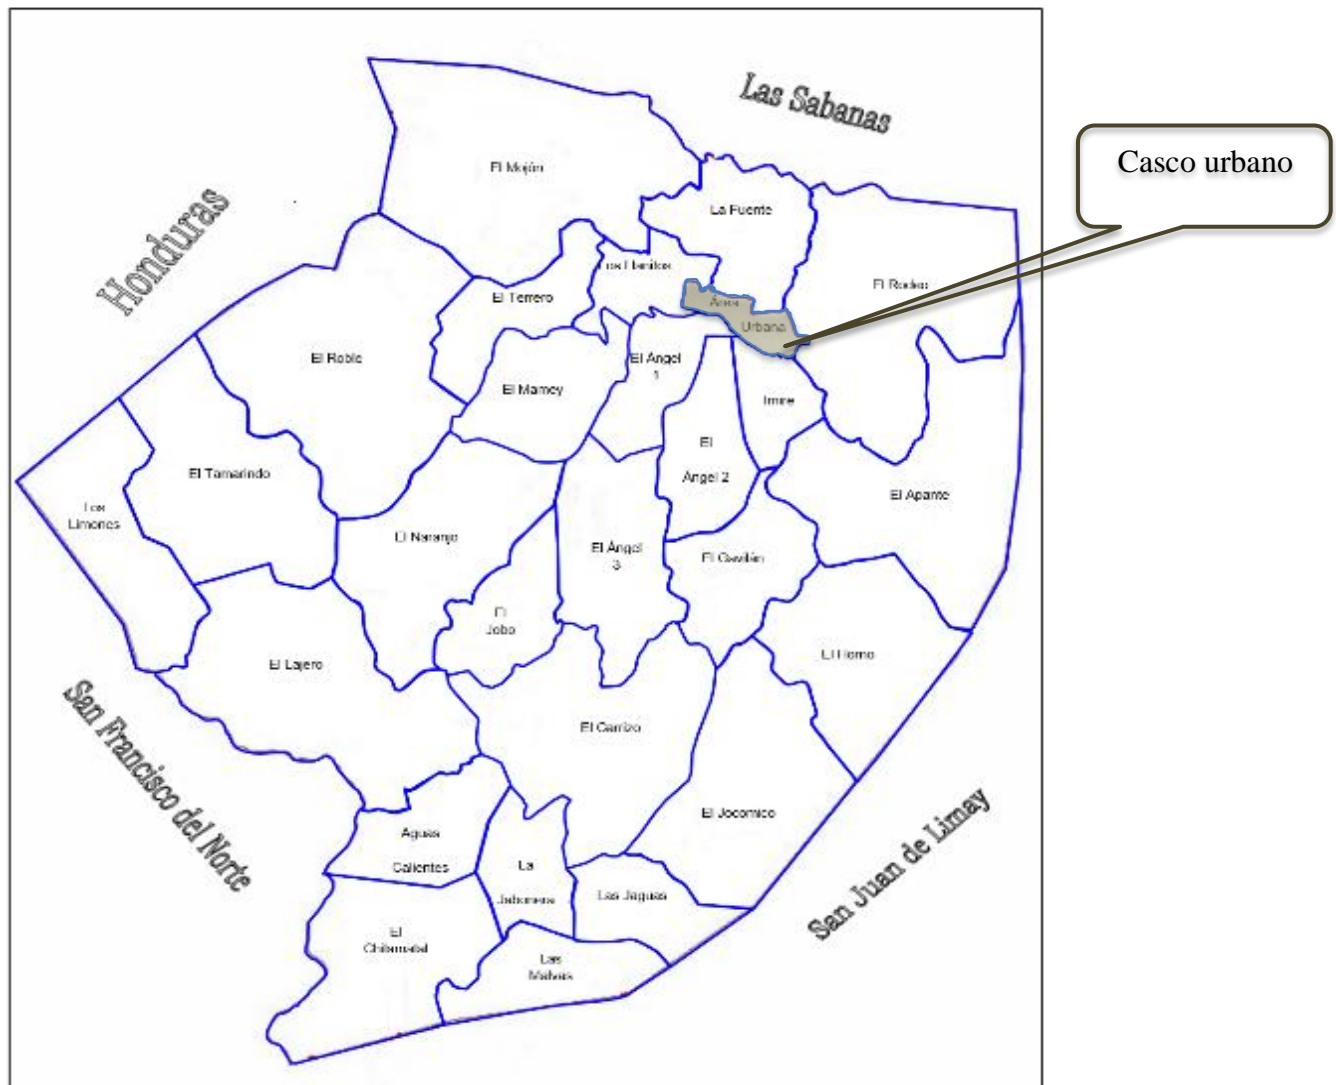 Las Sabanas
Casco urbano
El Mojón
La Fuente
Honduras
Los Llanitos
El Rodeo
El Terrero
Área
Urbana
El Roble
El Ángel
1
El Mamey
Imire
El
Ángel 2
El Tamarindo
El Apante
Los
Limones
El Naranjo
El Ángel
3
El Gavilán
El
Jobo
El Lajero
El Horno
San Francisco del Norte
El Carrizo
El Jocomico
San Juan de Limay
Aguas
Calientes
La
Jabonera
Las Jaguas
El
Chilamatal
Las
Malvas